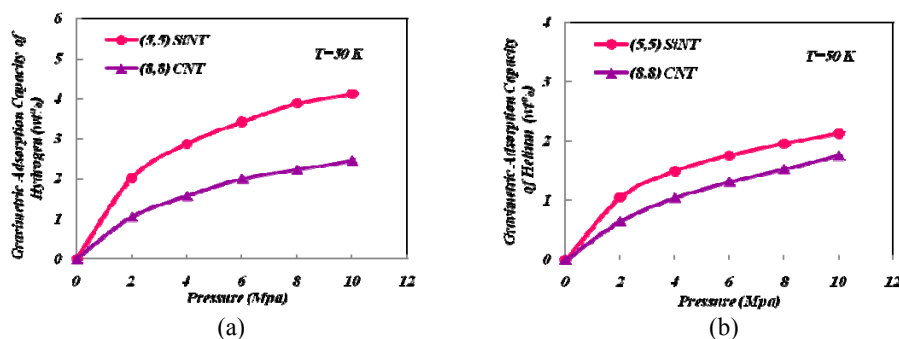 6
5
4
3
2
1
0
Gravimetric Adsorption Capacity of
Hydrogen (wt%)
(5,5) SiNT
(8,8) CNT
T=50 K
0 2 4 6 8 10 12
Pressure (Mpa)
(a)
4
3
2
1
0
Gravimetric Adsorption Capacity
of Helium (wt%)
(5,5) SiNT
(8,8) CNT
T=50 K
0 2 4 6 8 10 12
Pressure (Mpa)
(b)